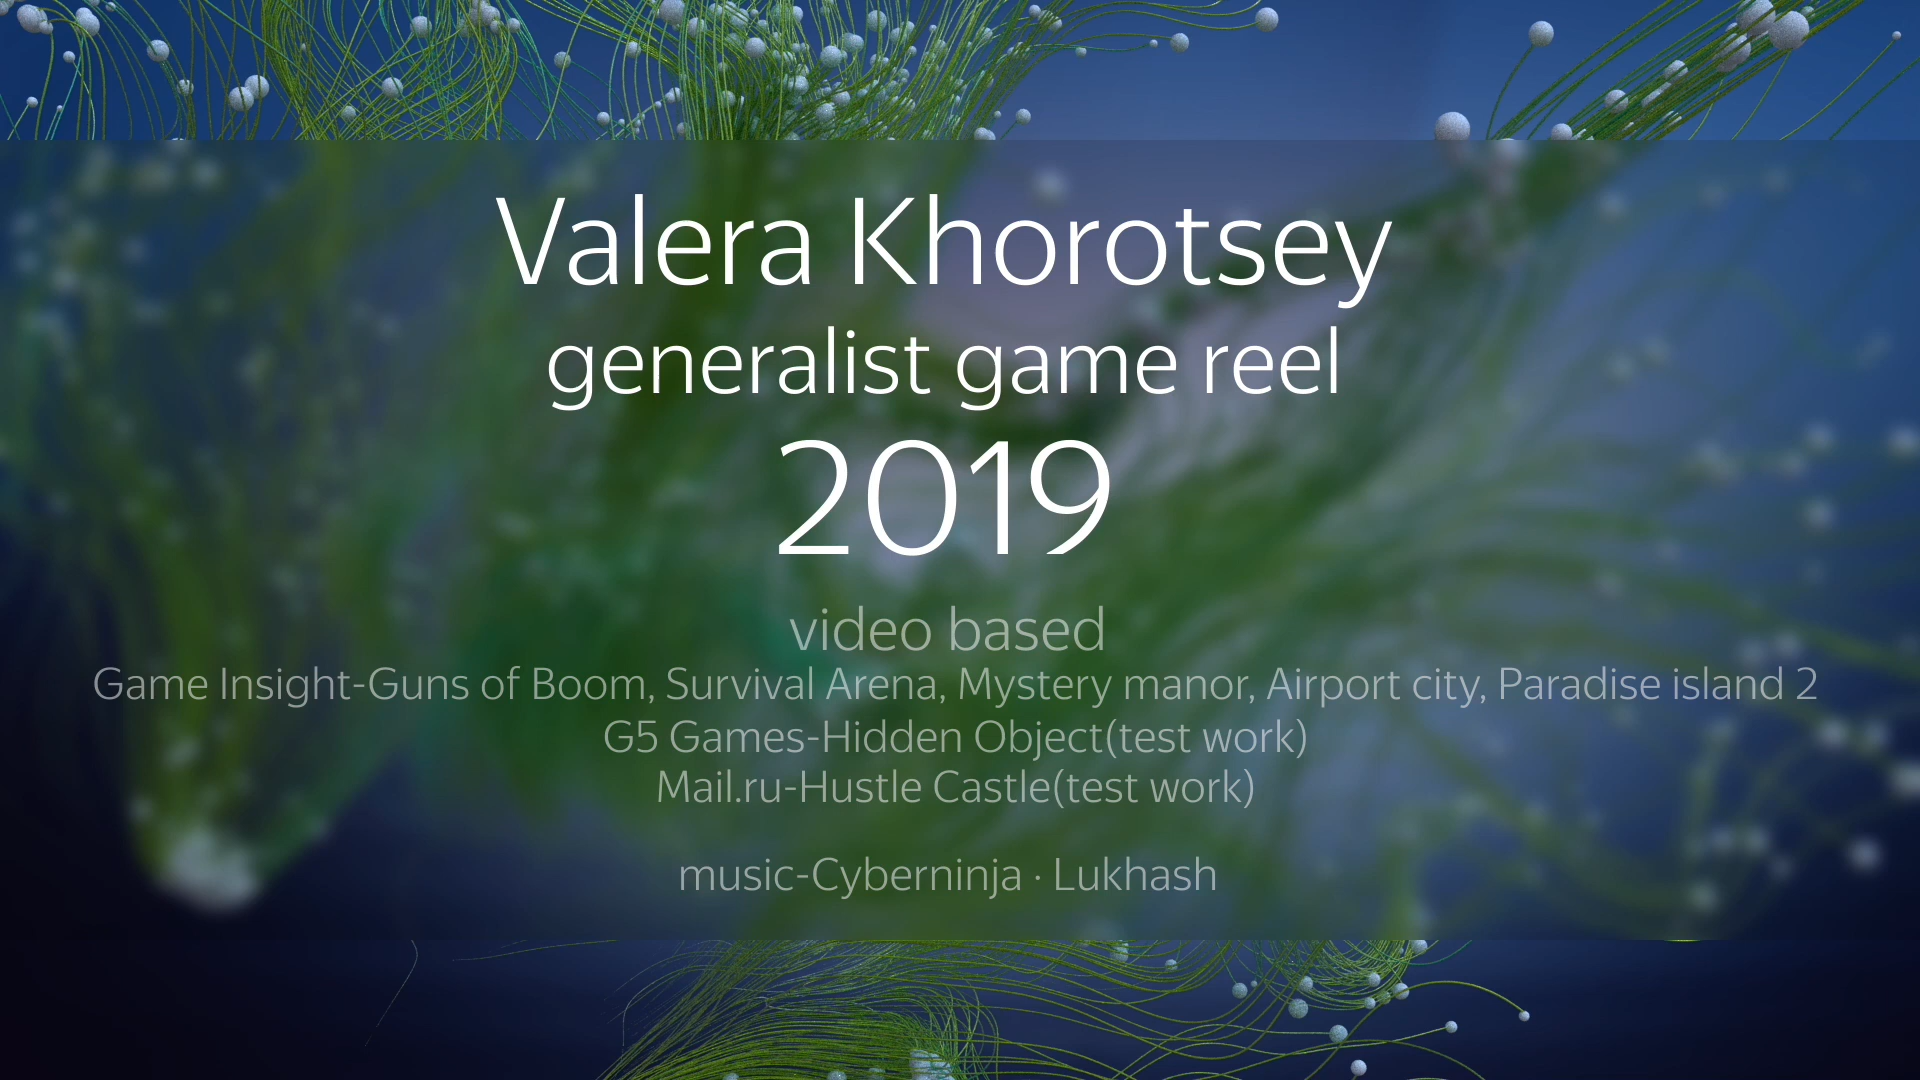 Valera Khorotsey
generalist game reel
2019
video based
Game Insight-Guns of Boom, Survival Arena, Mystery manor, Airport city, Paradise island 2
G5 Games-Hidden Object(test work)
Mail.ru-Hustle Castle(test work)
music-Cyberninja · Lukhash